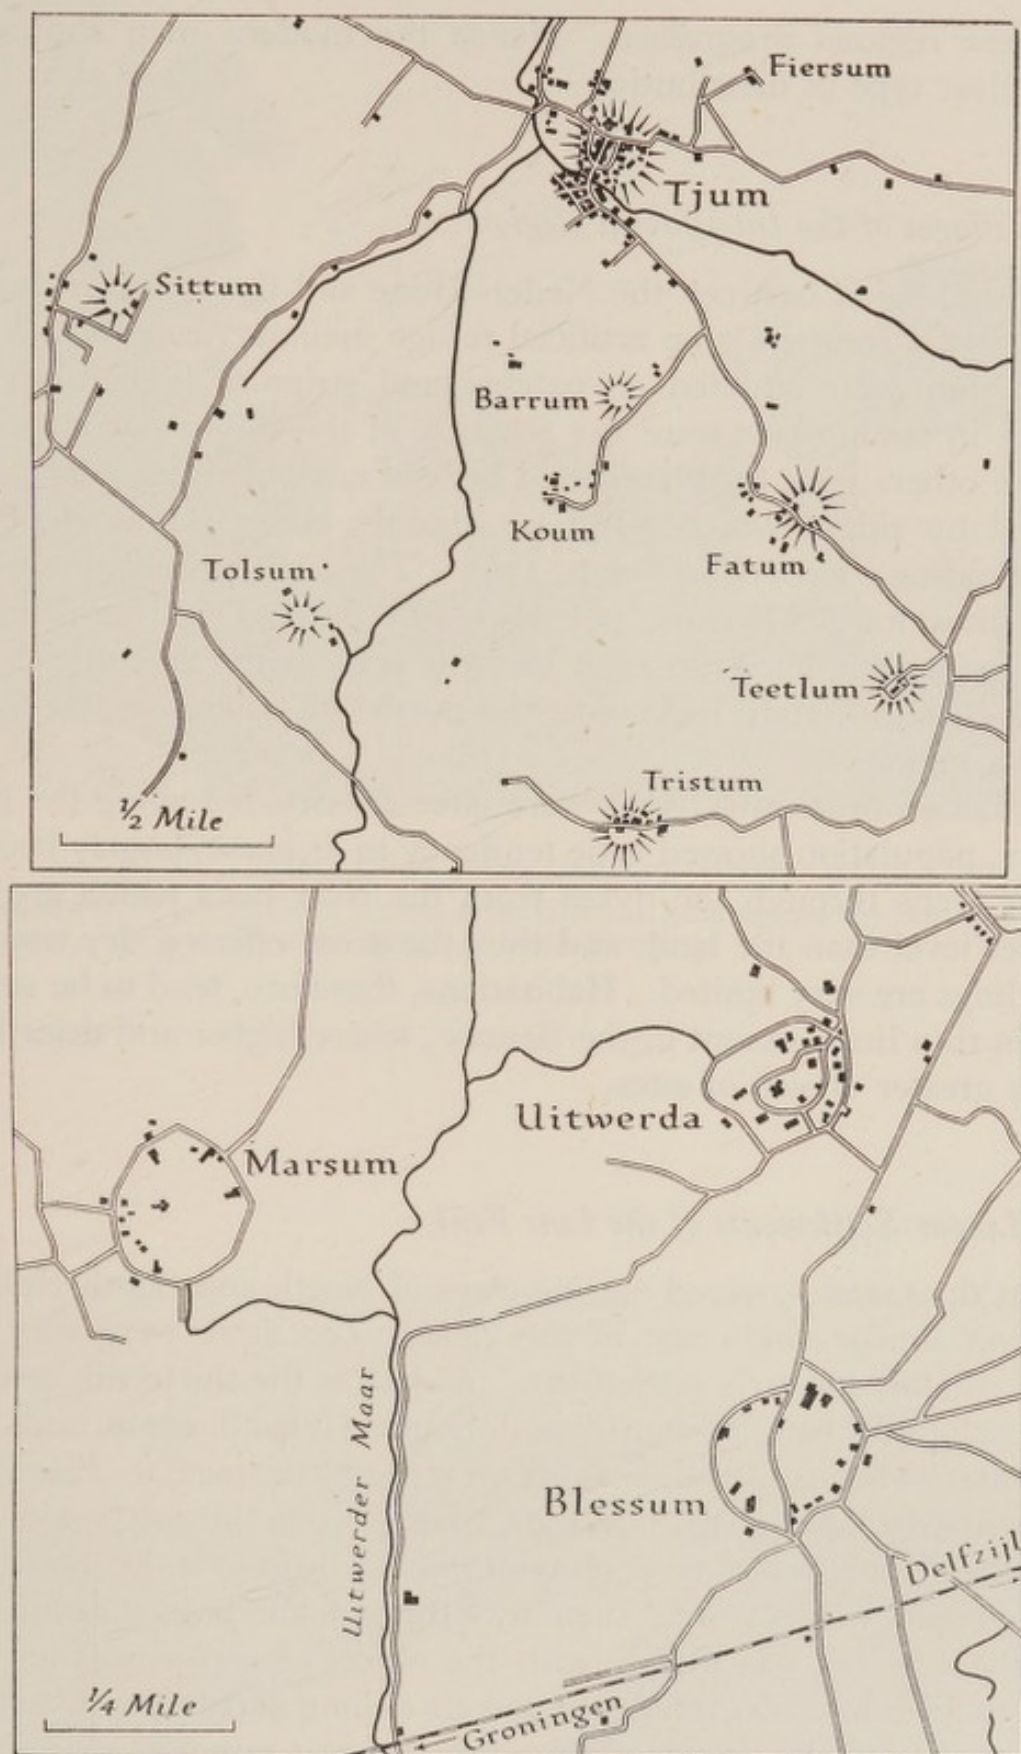 Fiersum
Tjum
Sittum
Barrum
Koum
Tolsum
Fatum
Teetlum
Tristum
1/2 Mile
Uitwerda
Marsum
Uitwerder Maar
Blessum
Delfzijl
1/4 Mile
Groningen